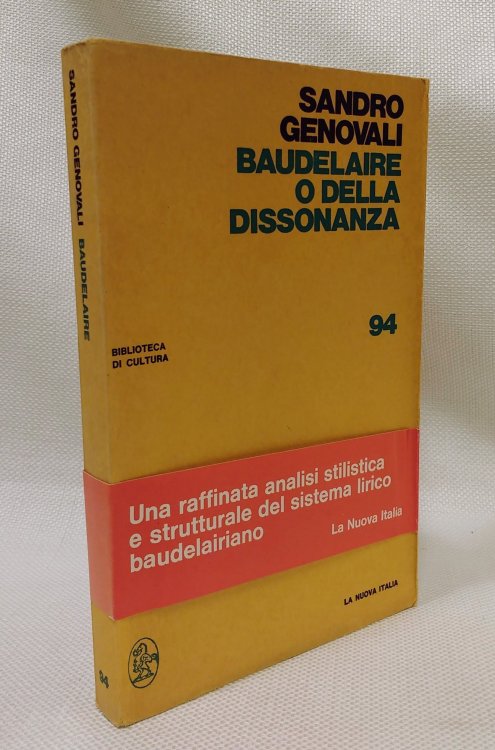 SANDRO GENOVALI BAUDELAIRE
94
SANDRO
GENOVALI
BAUDELAIRE
O DELLA
DISSONANZA
94
BIBLIOTECA
DI CULTURA
Una raffinata analisi stilistica
e strutturale del sistema lirico
baudelairiano
La Nuova Italia
LA NUOVA ITALIA